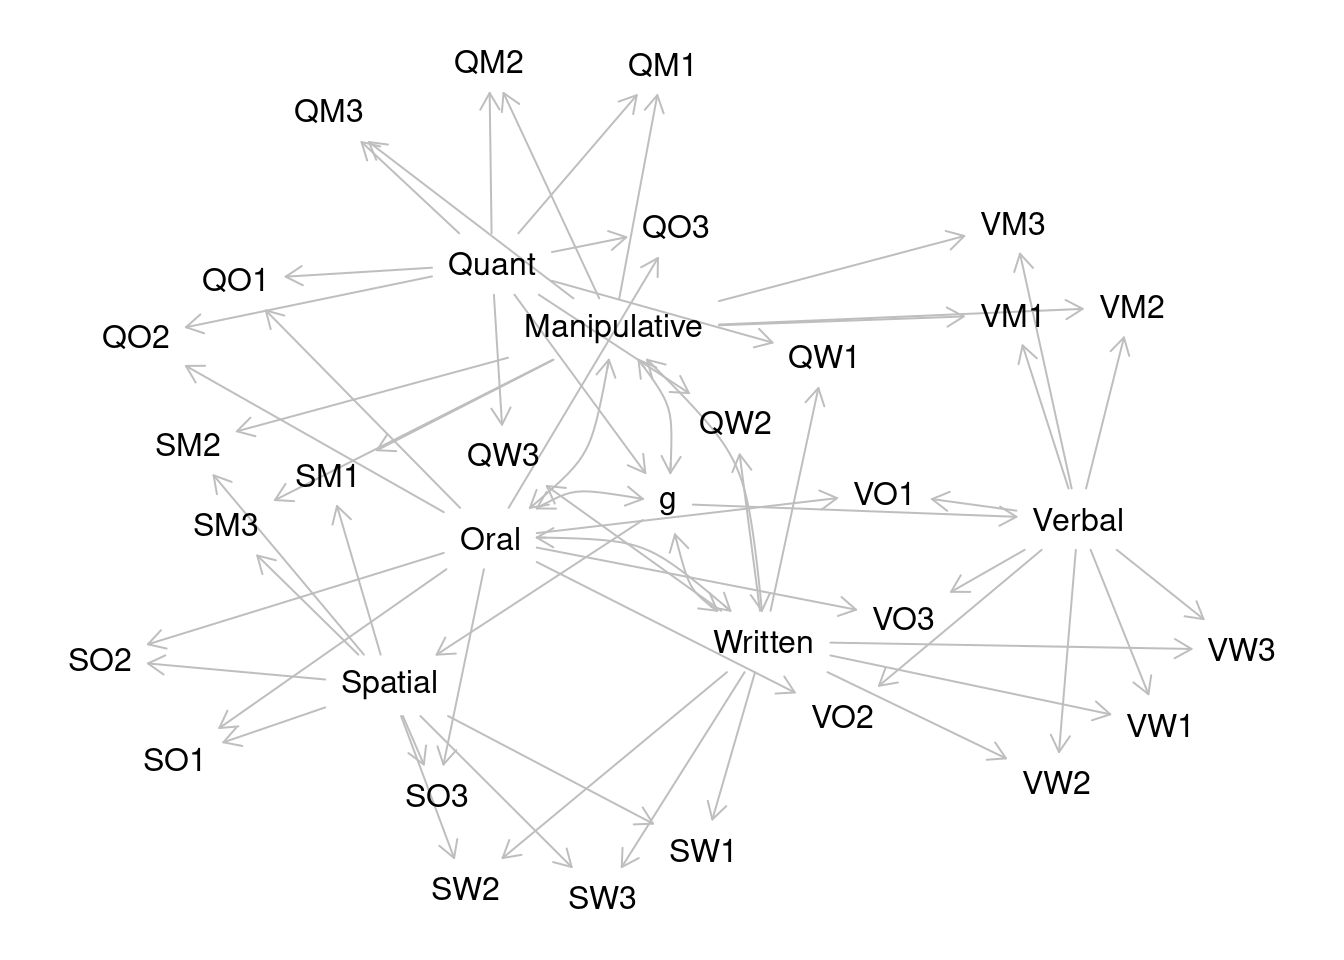 QM2
QM1
QM3
QO3
VM3
Quant
QO1
VM2
VM1
Manipulative
QO2
QW1
QW2
SM2
QW3
SM1
VO1
g
Verbal
SM3
Oral
VO3
Written
VW3
SO2
Spatial
VO2
VW1
SO1
VW2
SO3
SW1
SW2
SW3